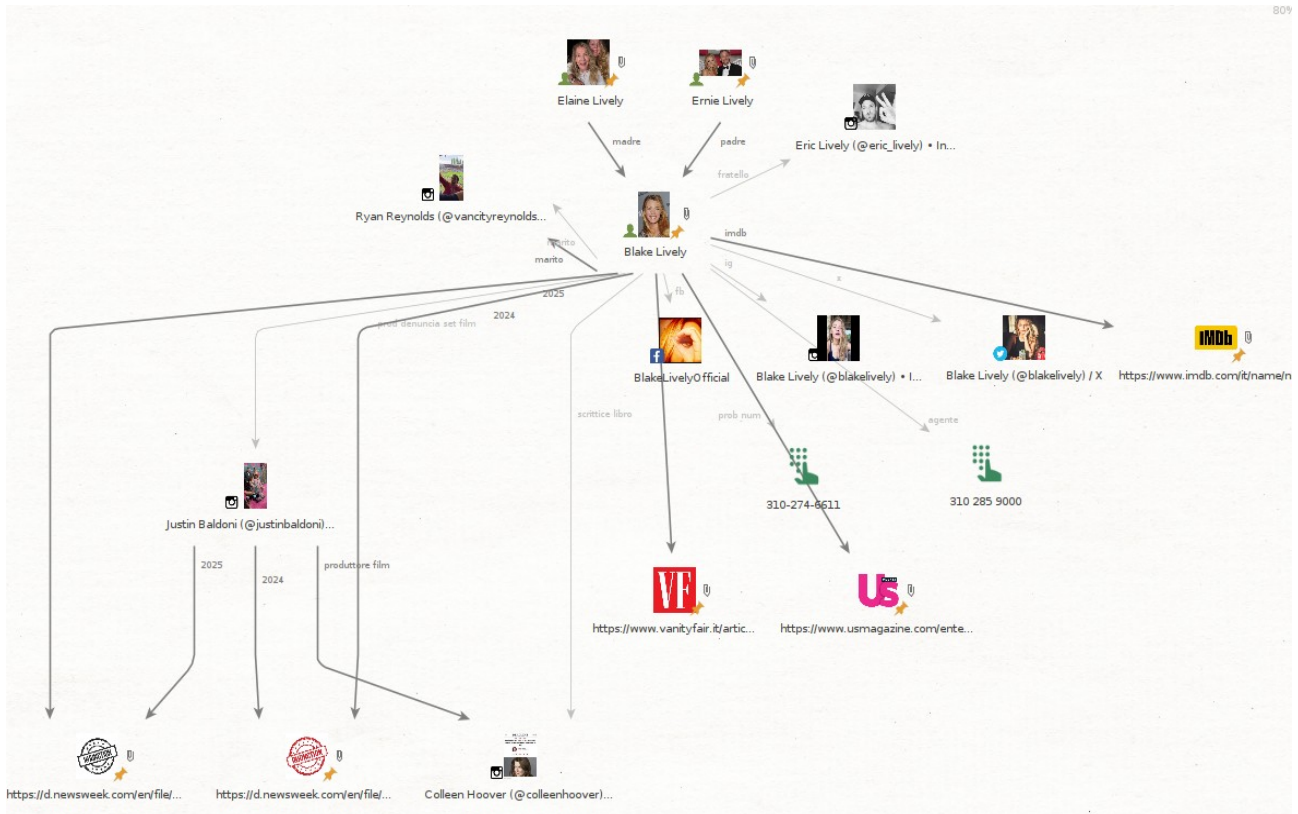 80%
Elaine Lively
Ernie Lively
Eric Lively (@eric_lively) • In...
madre
padre
fratello
Ryan Reynolds (@vancityreynolds...
Blake Lively
marito
marito
imdb
ig
x
fb
2025
2024
prod denuncia set film
BlakeLivelyOfficial
Blake Lively (@blakelively) • I...
Blake Lively (@blakelively) / X
IMDb
https://www.imdb.com/it/name/n
scrittice libro
prob num
agente
310-274-6611
310 285 9000
Justin Baldoni (@justinbaldoni)...
2025
2024
produttore film
VF
Us
https://www.vanityfair.it/artic...
https://www.usmagazine.com/ente...
https://d.newsweek.com/en/file/...
https://d.newsweek.com/en/file/...
Colleen Hoover (@colleenhoover)...